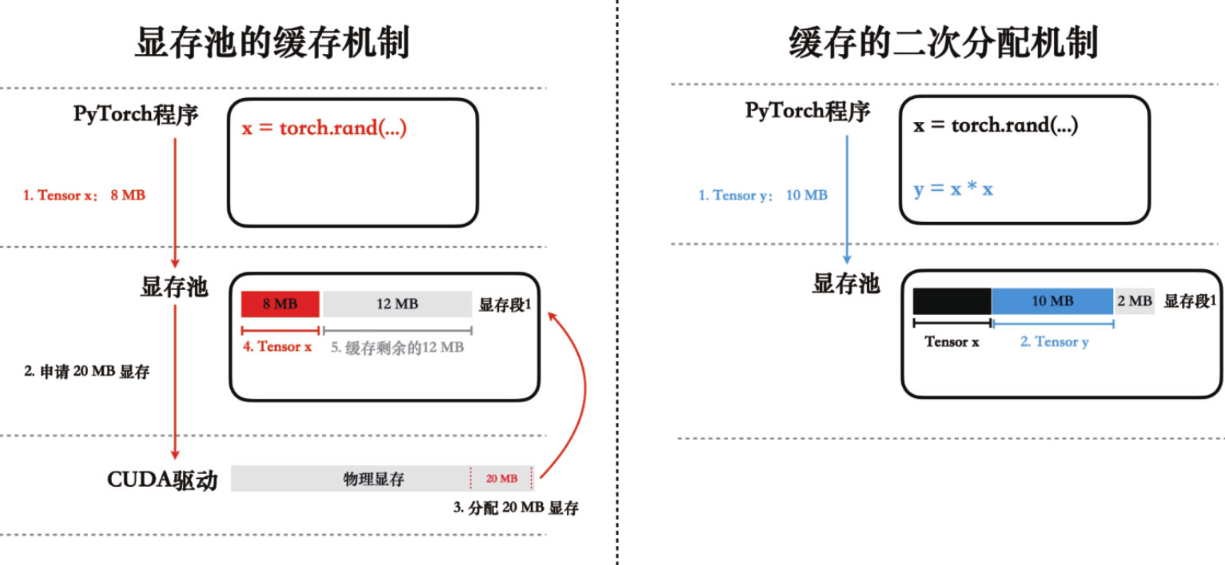 显存池的缓存机制
PyTorch程序
x = torch.rand(...)
1. Tensor x： 8 MB
显存池
8 MB
12 MB
显存段1
4. Tensor x
5. 缓存剩余的12 MB
2. 申请 20 MB 显存
CUDA驱动
物理显存
20 MB
3. 分配 20 MB 显存
缓存的二次分配机制
PyTorch程序
x = torch.rand(...)
1. Tensor y： 10 MB
y = x * x
显存池
10 MB
2 MB
显存段1
Tensor x
2. Tensor y